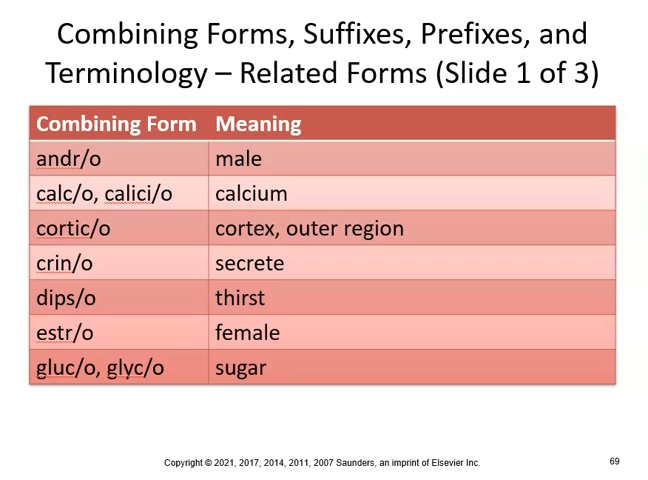 Combining Forms, Suffixes, Prefixes, and
Terminology – Related Forms (Slide 1 of 3)
Combining Form Meaning
andr/o male
calc/o, calici/o calcium
cortic/o cortex, outer region
crin/o secrete
dips/o thirst
estr/o female
gluc/o, glyc/o sugar
Copyright © 2021, 2017, 2014, 2011, 2007 Saunders, an imprint of Elsevier Inc. 69